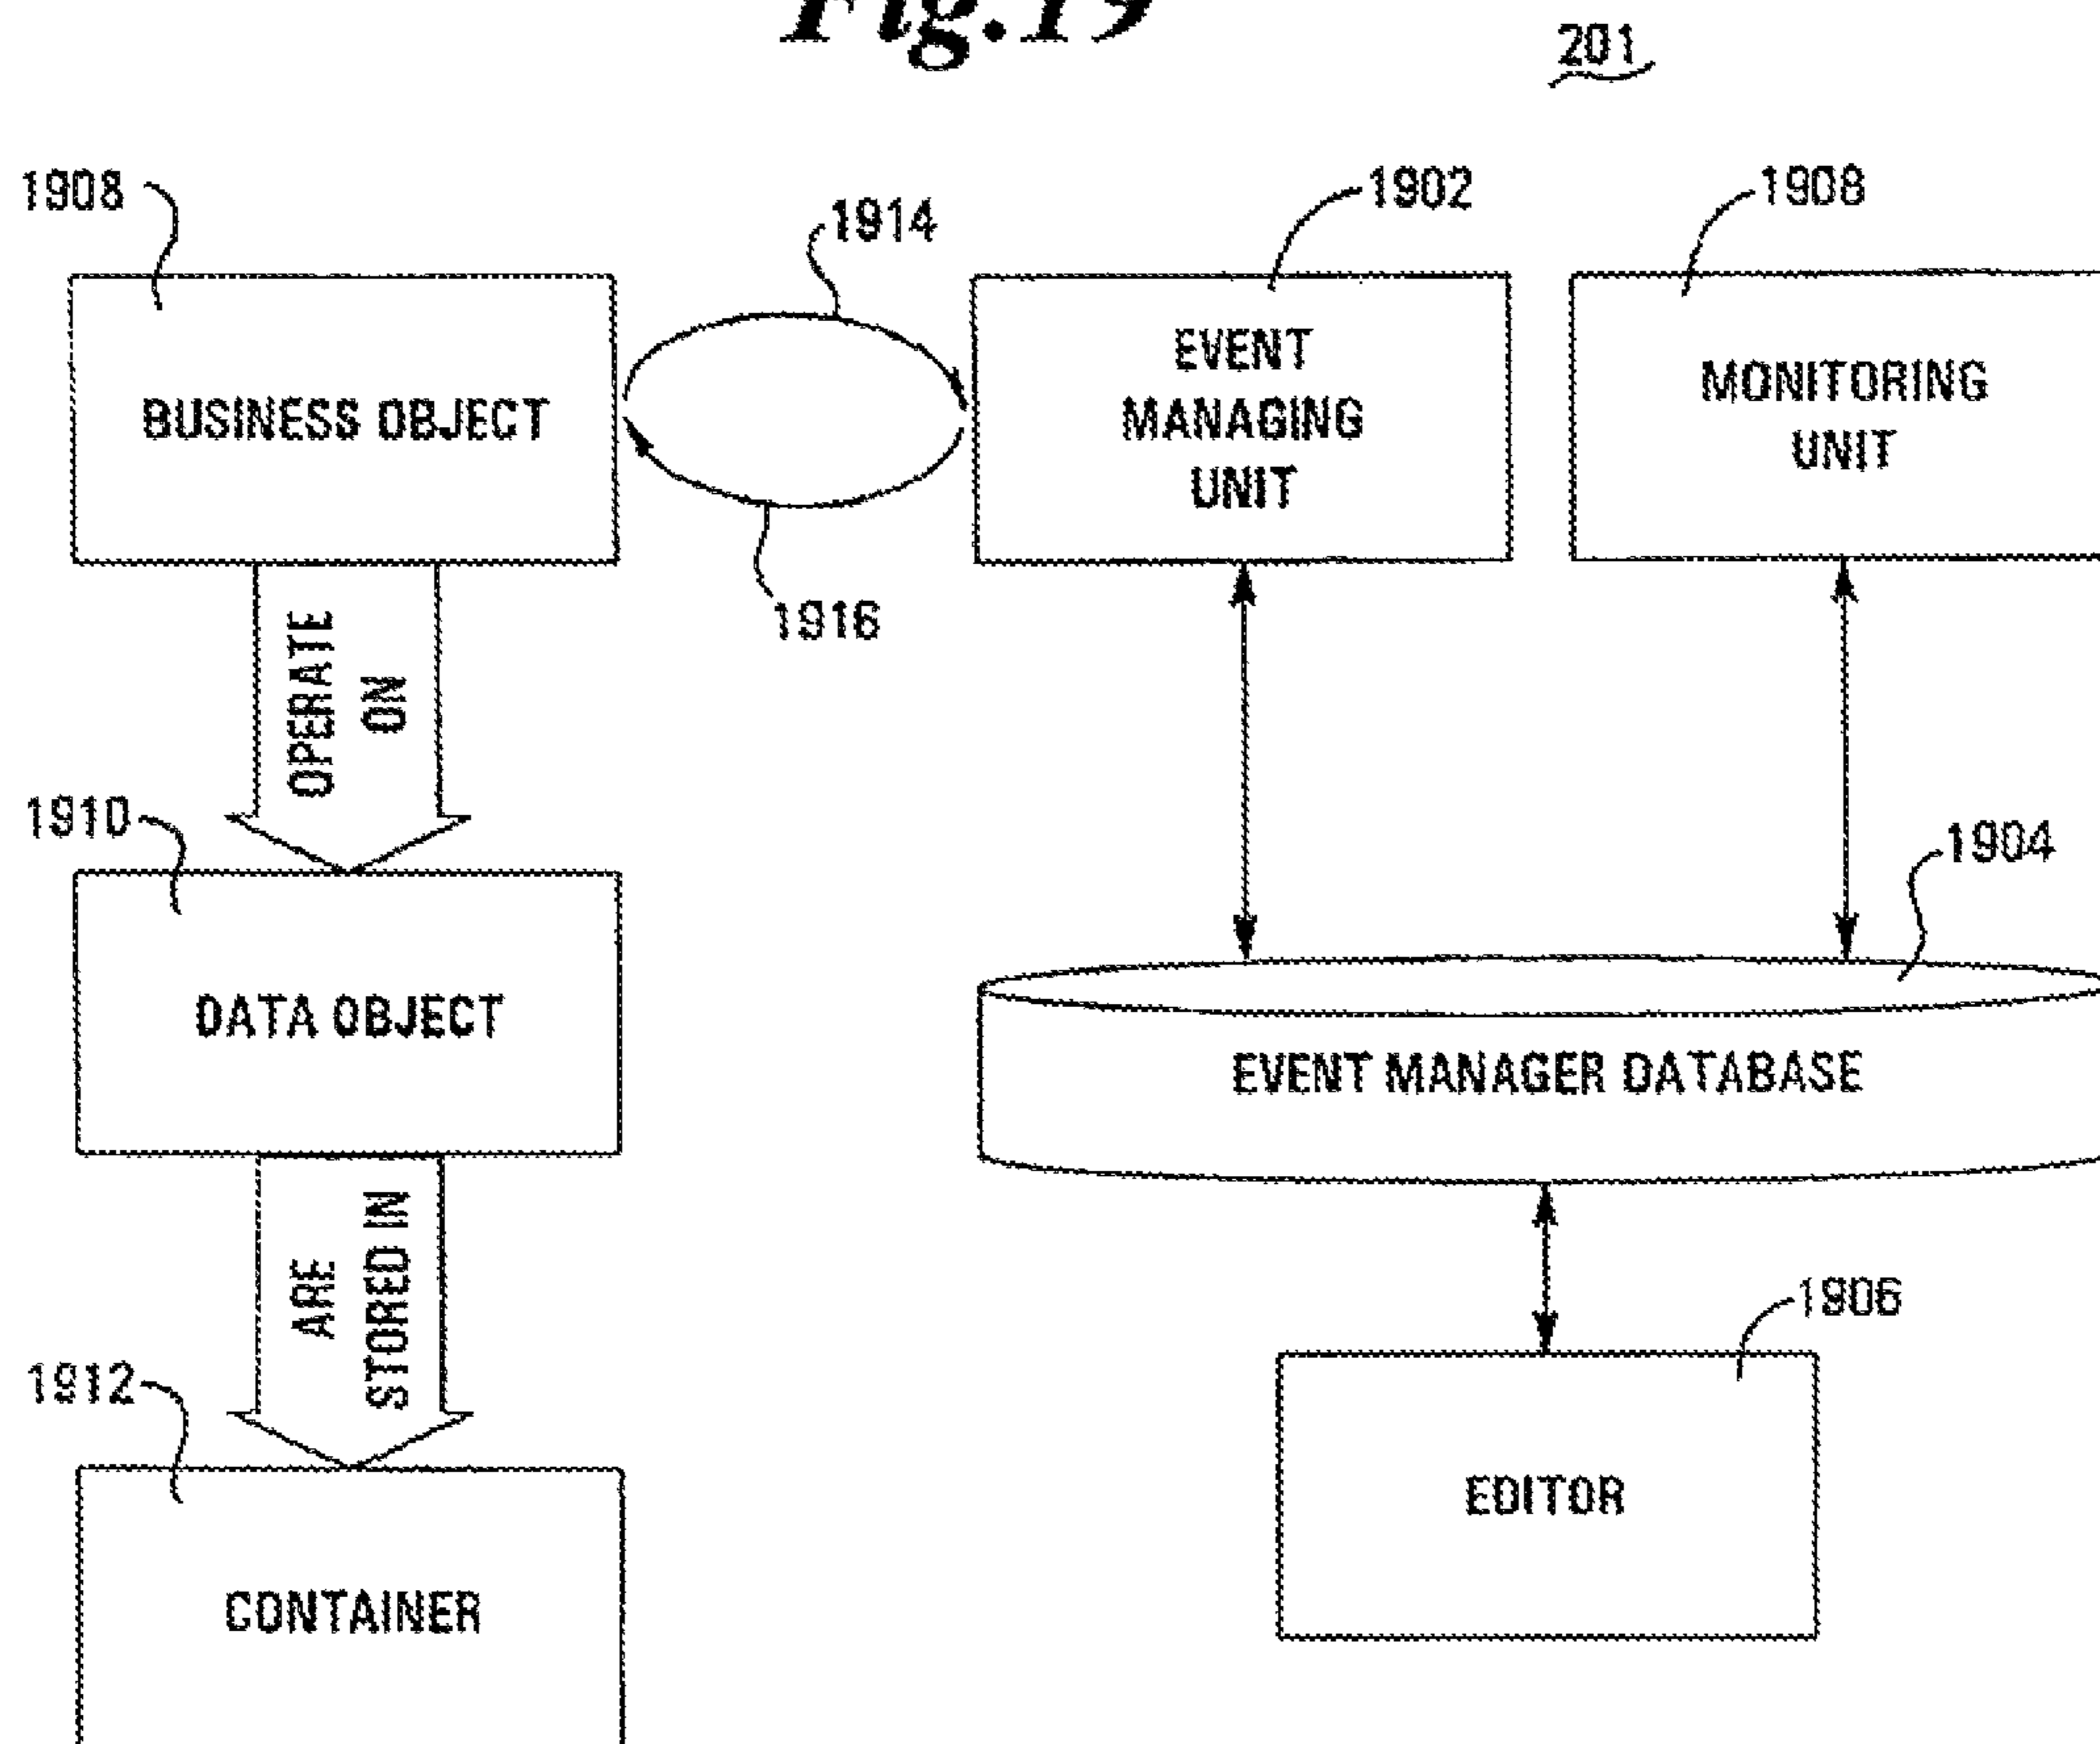 Fig.19
201
1908
1914
1902
1908
BUSINESS OBJECT
EVENT
MANAGING
UNIT
MONITORING
UNIT
1916
OPERATE
ON
1910
1904
DATA OBJECT
EVENT MANAGER DATABASE
ARE
STORED IN
1906
1912
EDITOR
CONTAINER